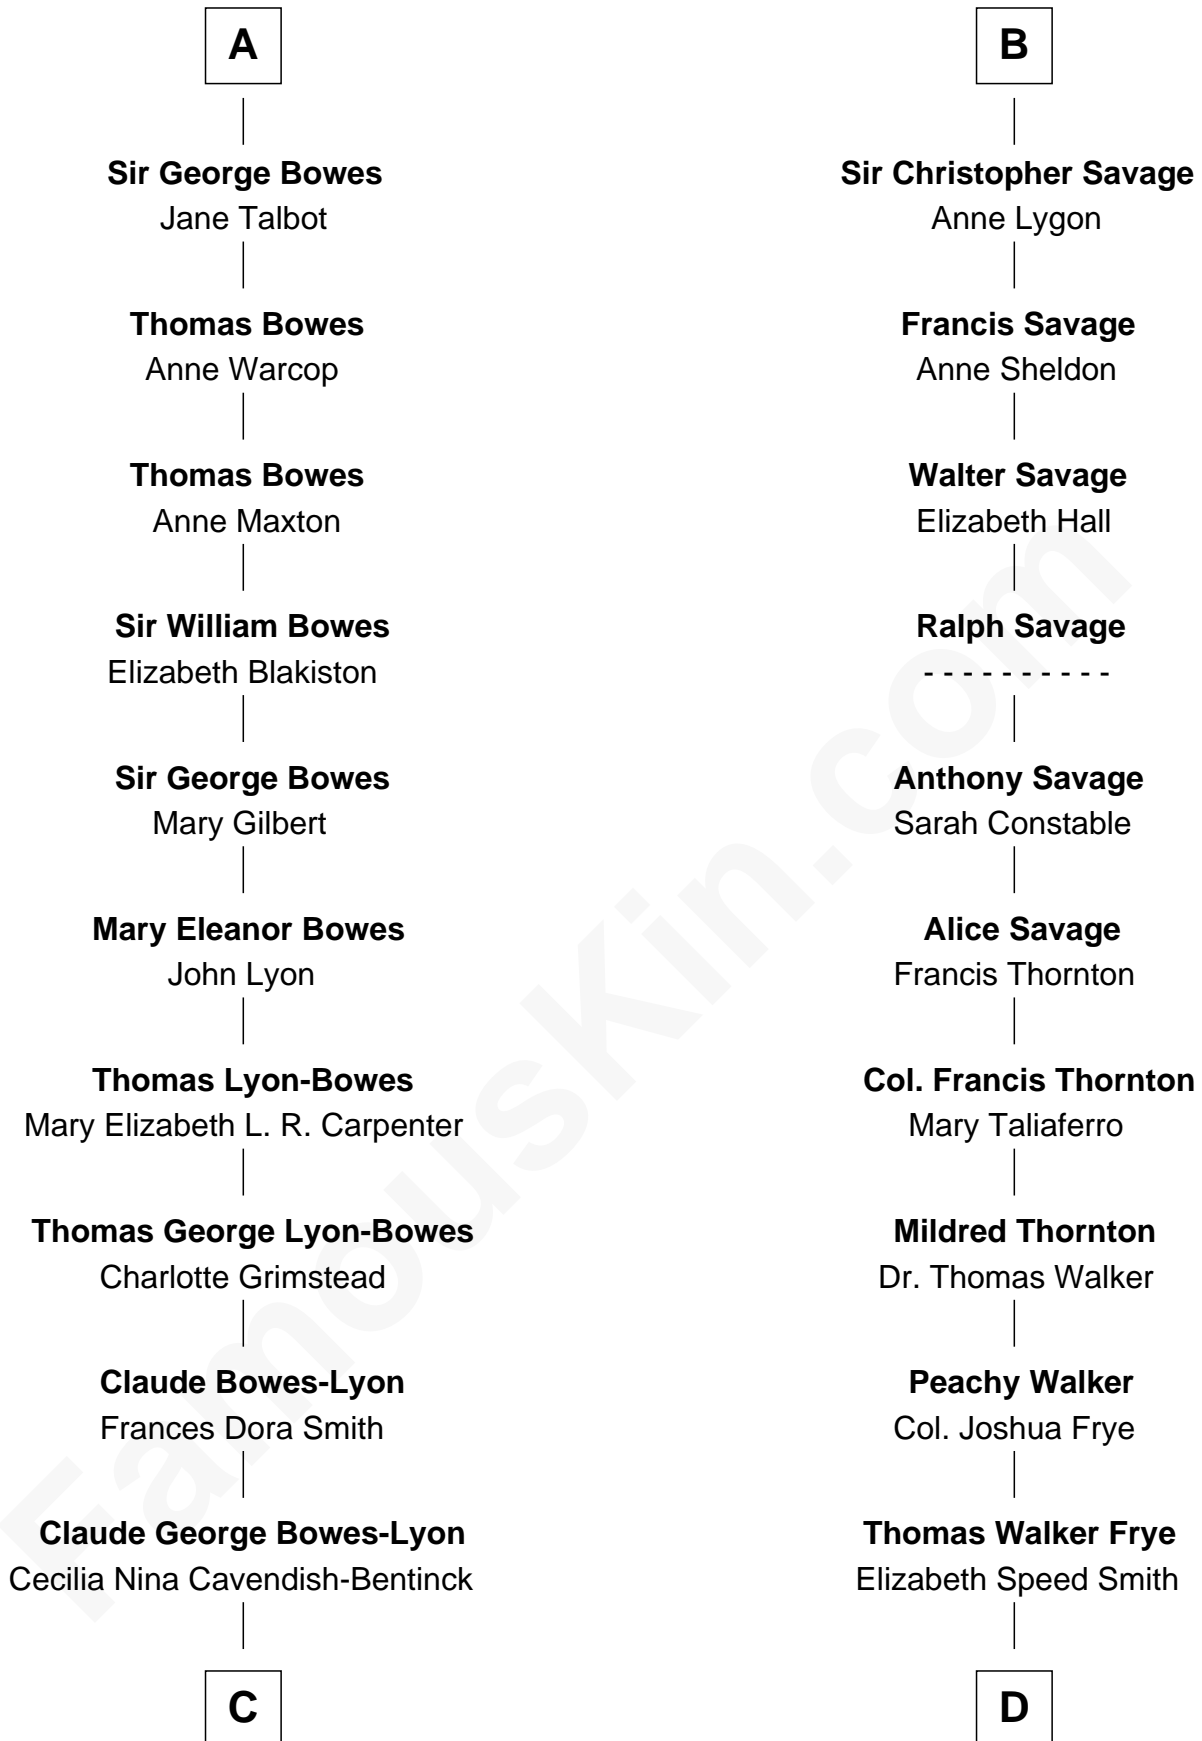 A
Sir George Bowes
Jane Talbot
Thomas Bowes
Anne Warcop
Thomas Bowes
Anne Maxton
Sir William Bowes
Elizabeth Blakiston
Sir George Bowes
Mary Gilbert
Mary Eleanor Bowes
John Lyon
Thomas Lyon-Bowes
Mary Elizabeth L. R. Carpenter
Thomas George Lyon-Bowes
Charlotte Grimstead
Claude Bowes-Lyon
Frances Dora Smith
Claude George Bowes-Lyon
Cecilia Nina Cavendish-Bentinck
C
B
Sir Christopher Savage
Anne Lygon
Francis Savage
Anne Sheldon
Walter Savage
Elizabeth Hall
Ralph Savage
- - - - - - - - - -
Anthony Savage
Sarah Constable
Alice Savage
Francis Thornton
Col. Francis Thornton
Mary Taliaferro
Mildred Thornton
Dr. Thomas Walker
Peachy Walker
Col. Joshua Frye
Thomas Walker Frye
Elizabeth Speed Smith
D
FamousKin.com